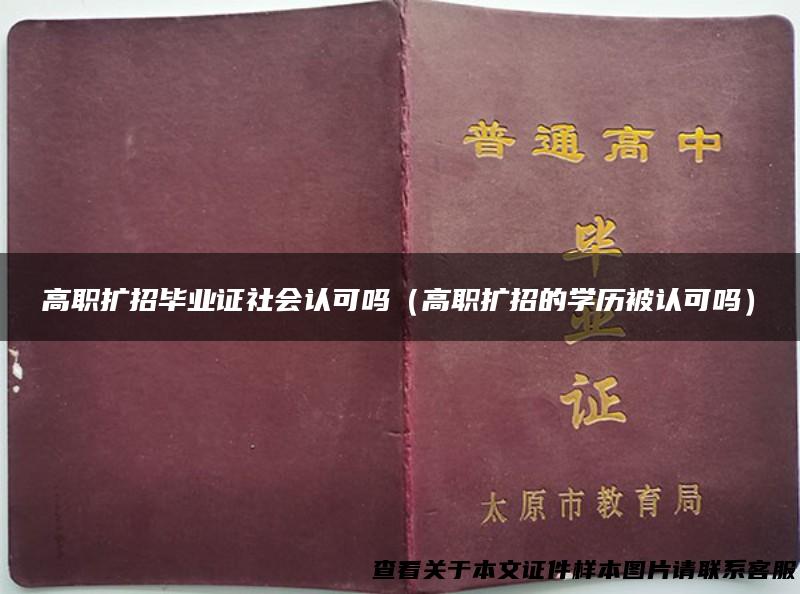 普通高中
毕
高职扩招毕业证社会认可吗（高职扩招的学历被认可吗）
业
证
太原市教育局
查看关于本文证件样本图片请联系客服